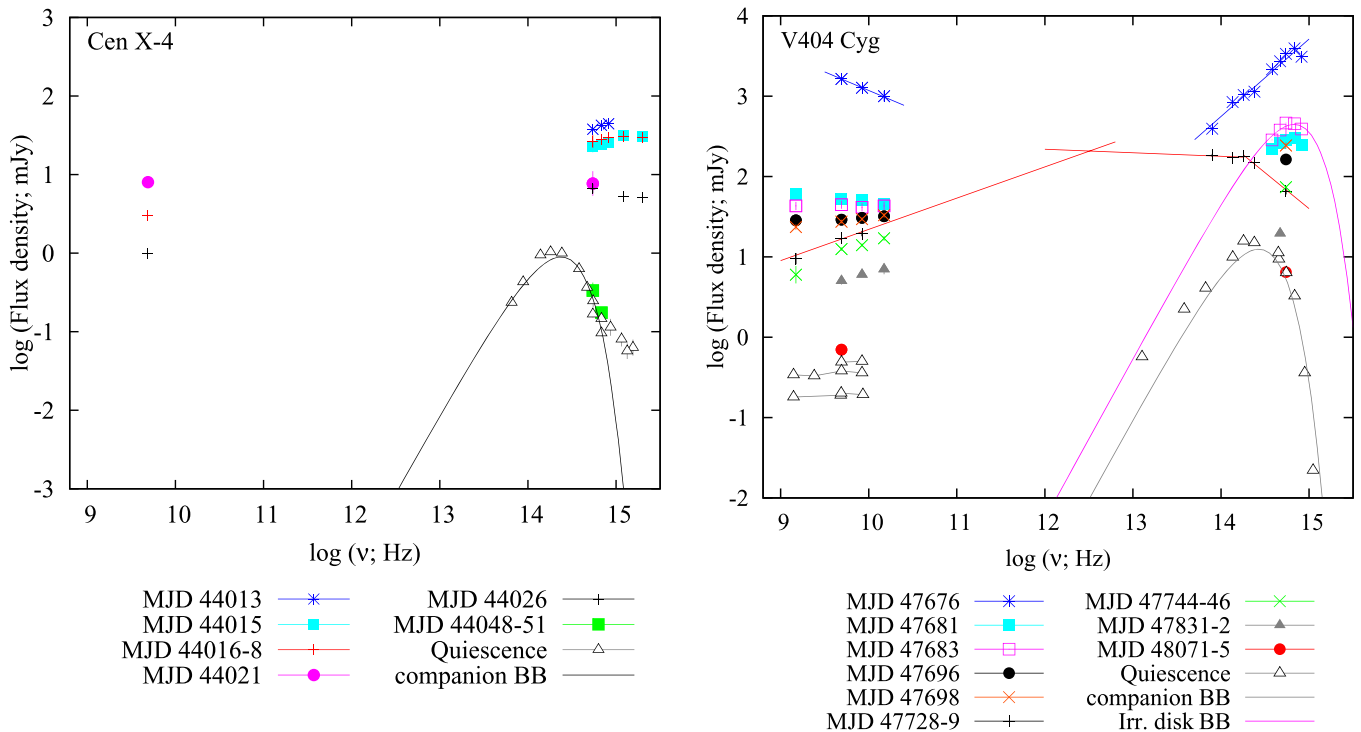 Cen X-4
log (Flux density; mJy)
3
2
1
0
-1
-2
-3
9 10 11 12 13 14 15
log (ν; Hz)
MJD 44013
MJD 44015
MJD 44016-8
MJD 44021
MJD 44026
MJD 44048-51
Quiescence
companion BB
V404 Cyg
log (Flux density; mJy)
4
3
2
1
0
-1
-2
9 10 11 12 13 14 15
log (ν; Hz)
MJD 47676
MJD 47681
MJD 47683
MJD 47696
MJD 47698
MJD 47728-9
MJD 47744-46
MJD 47831-2
MJD 48071-5
Quiescence
companion BB
Irr. disk BB